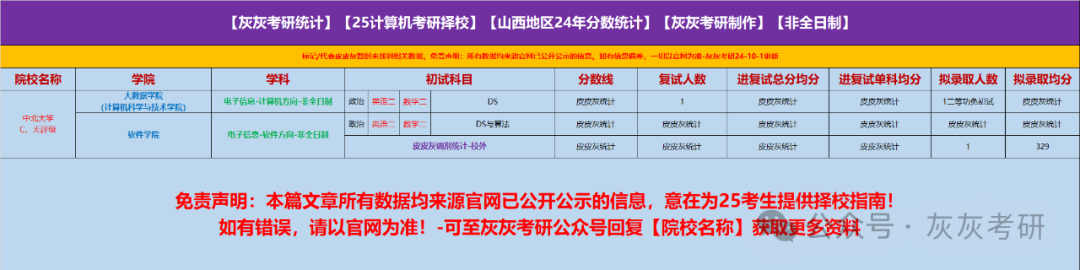 【灰灰考研统计】【25计算机考研择校】【山西地区24年分数统计】【灰灰考研制作】【非全日制】
标记/代表皮皮灰暂时未找到相关数据，免责声明：所有数据均来源官网已公开公示的信息，如有信息偏差，一切以官网为准-灰灰考研24-10-1更新
院校名称 学院 学科 初试科目 分数线 复试人数 进复试总分均分 进复试单科均分 拟录取人数 拟录取均分
中北大学
C、无评级
大数据学院
(计算机科学与技术学院)
电子信息-计算机方向-非全日制 政治 英语二 数学二 DS 皮皮灰统计 1 皮皮灰统计 皮皮灰统计 1二等功免初试 皮皮灰统计
软件学院 电子信息-软件方向-非全日制 政治 英语二 数学二 DS与算法 皮皮灰统计 皮皮灰统计 皮皮灰统计 皮皮灰统计 皮皮灰统计 皮皮灰统计
皮皮灰调剂统计-校外 皮皮灰统计 皮皮灰统计 皮皮灰统计 皮皮灰统计 1 329
免责声明：本篇文章所有数据均来源官网已公开公示的信息，意在为25考生提供择校指南！
如有错误，请以官网为准！-可至灰灰考研公众号回复【院校名称】获取更多资料
公众号·灰灰考研